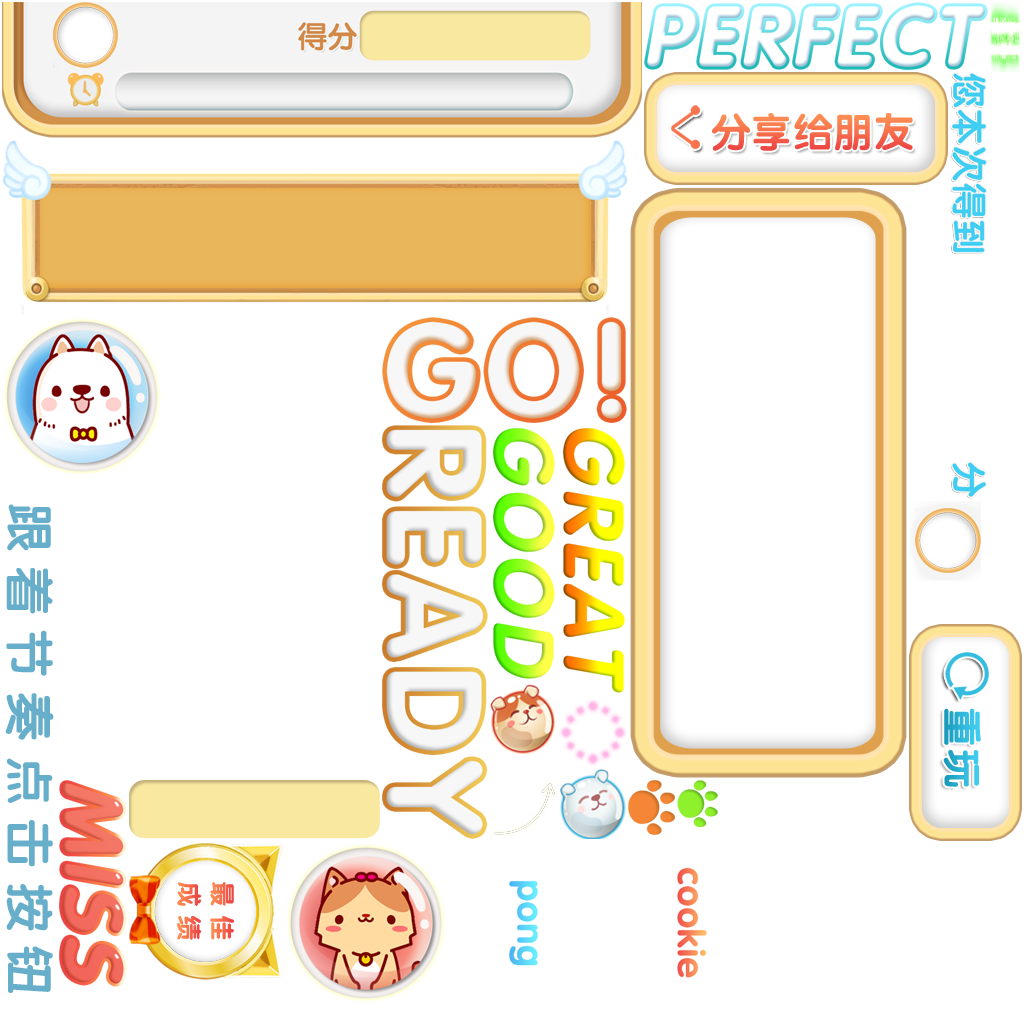 得分
PERFECT
分享给朋友
您本次得到
分
GO!
READY
GOOD
GREAT
跟着节奏点击按钮
MISS
最佳
成绩
pong
cookie
重玩